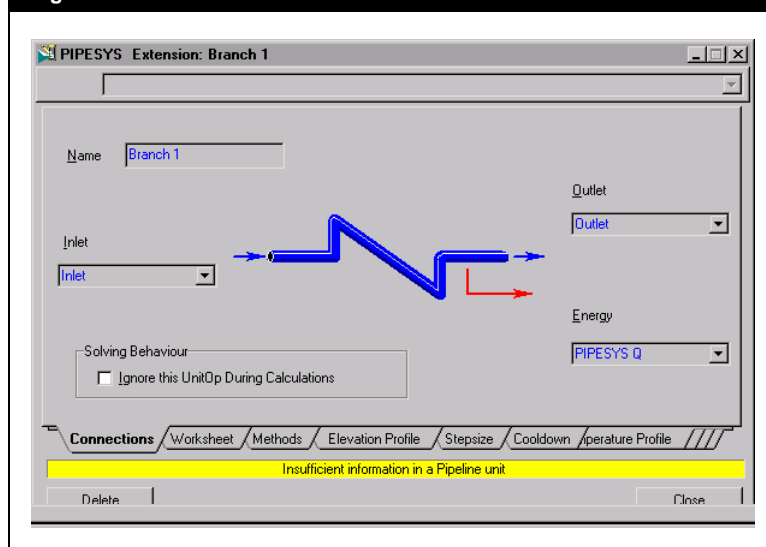 PIPESYS Extension: Branch 1
Name Branch 1
Outlet
Outlet
Inlet
Inlet
Energy
PIPESYS Q
Solving Behaviour
Ignore this UnitOp During Calculations
Connections Worksheet Methods Elevation Profile Stepsize Cooldown Profile
Insufficient information in a Pipeline unit
Delete Close